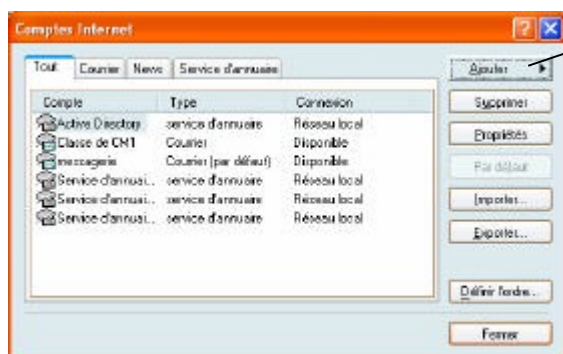 Comptes Internet
Tout Courrier News Service d'annuaire
Ajouter
Compte Type Connexion
Supprimer
Active Directory service d'annuaire Réseau local
Classe de CM1 Courrier Disponible
Propriétés
messagerie Courrier (par défaut) Disponible
Par défaut
Service d'annuai... service d'annuaire Réseau local
Service d'annuai... service d'annuaire Réseau local
Importer...
Service d'annuai... service d'annuaire Réseau local
Exporter...
Définir l'ordre...
Fermer